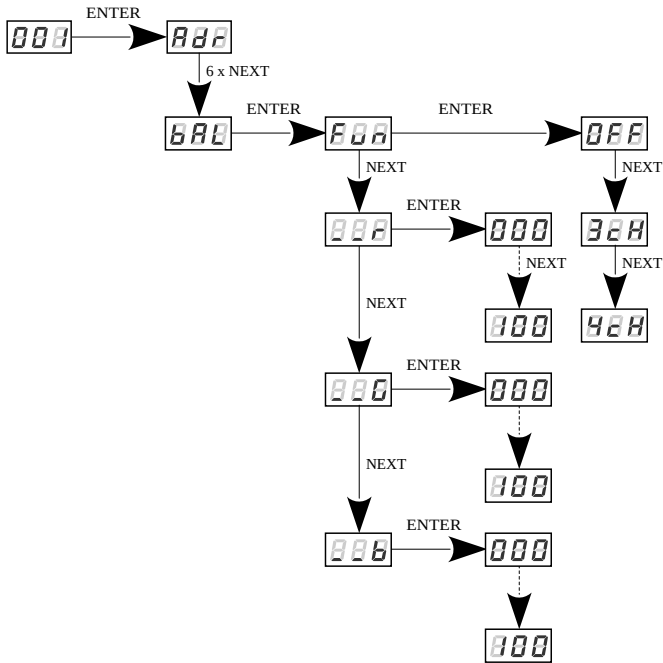 ENTER
001 Adr
6 x NEXT
ENTER ENTER
bAL Fun OFF
NEXT NEXT
ENTER
__r 000 3cH
NEXT NEXT
NEXT
100 4cH
ENTER
__G 000
NEXT
100
ENTER
__b 000
100